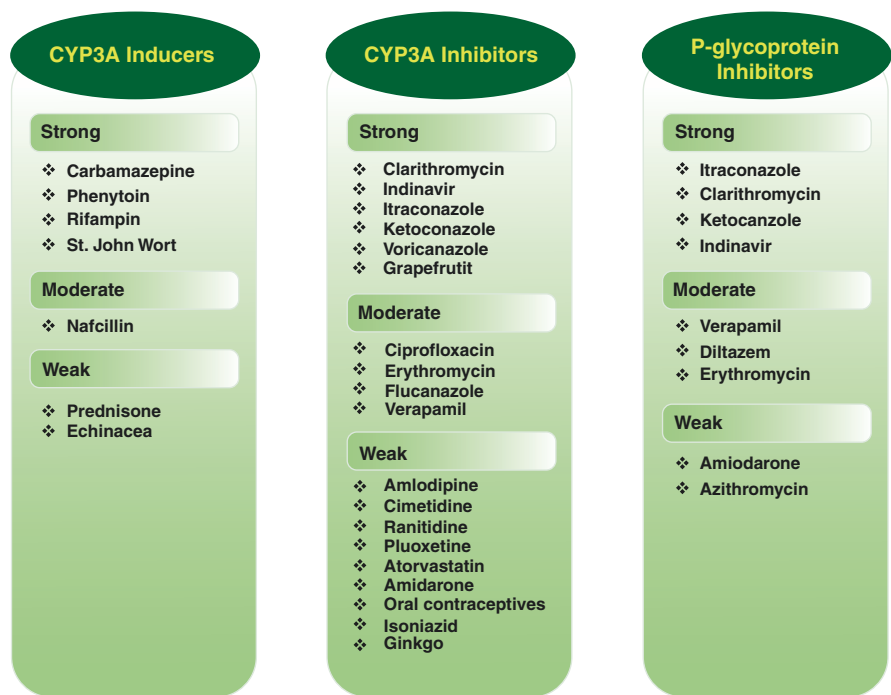 CYP3A Inducers
Strong
❖ Carbamazepine
❖ Phenytoin
❖ Rifampin
❖ St. John Wort
Moderate
❖ Nafcillin
Weak
❖ Prednisone
❖ Echinacea
CYP3A Inhibitors
Strong
❖ Clarithromycin
❖ Indinavir
❖ Itraconazole
❖ Ketoconazole
❖ Voricanazole
❖ Grapefrutit
Moderate
❖ Ciprofloxacin
❖ Erythromycin
❖ Flucanazole
❖ Verapamil
Weak
❖ Amlodipine
❖ Cimetidine
❖ Ranitidine
❖ Pluoxetine
❖ Atorvastatin
❖ Amidarone
❖ Oral contraceptives
❖ Isoniazid
❖ Ginkgo
P-glycoprotein
Inhibitors
Strong
❖ Itraconazole
❖ Clarithromycin
❖ Ketocanzole
❖ Indinavir
Moderate
❖ Verapamil
❖ Diltazem
❖ Erythromycin
Weak
❖ Amiodarone
❖ Azithromycin